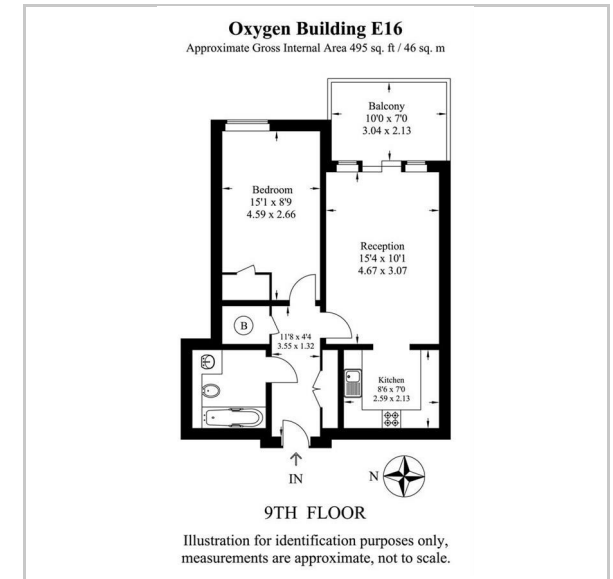 Oxygen Building E16
Approximate Gross Internal Area 495 sq. ft / 46 sq. m
Balcony
10'0 x 7'0
3.04 x 2.13
Bedroom
15'1 x 8'9
4.59 x 2.66
Reception
15'4 x 10'1
4.67 x 3.07
B
11'8 x 4'4
3.55 x 1.32
Kitchen
8'6 x 7'0
2.59 x 2.13
IN
N
9TH FLOOR
Illustration for identification purposes only,
measurements are approximate, not to scale.